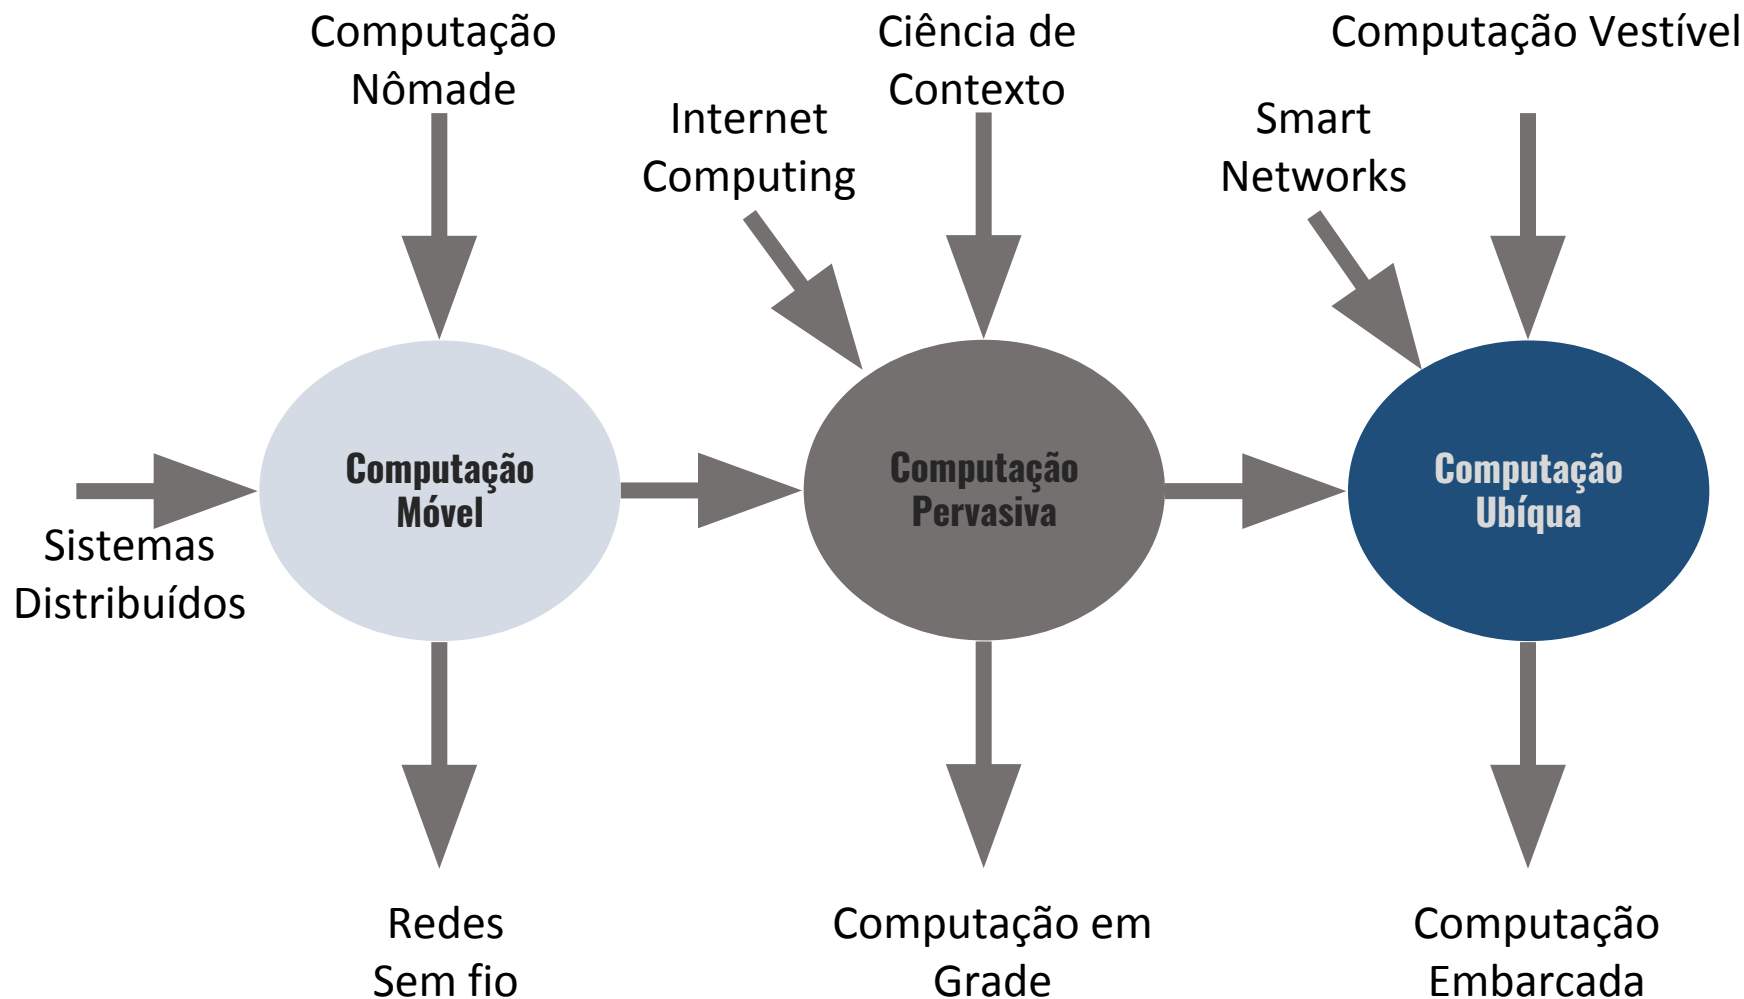 Computação
Nômade
Ciência de
Contexto
Computação Vestível
Internet
Computing
Smart
Networks
Computação
Móvel
Computação
Pervasiva
Computação
Ubíqua
Sistemas
Distribuídos
Redes
Sem fio
Computação em
Grade
Computação
Embarcada